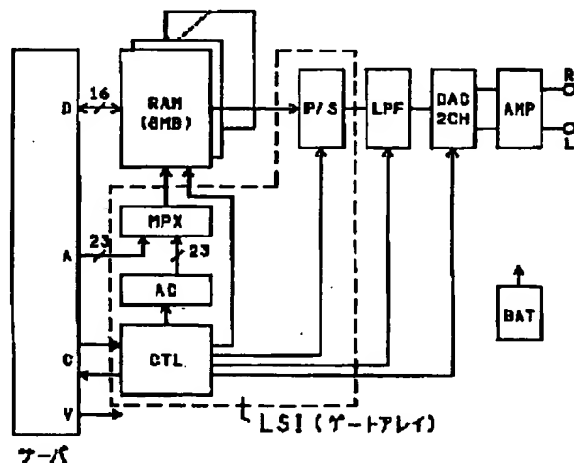 16
D
RAM
(8MB)
P/S
LPF
DAC
2CH
AMP
R
L
MPX
23
A
23
AC
C
CTL
BAT
V
LSI(ゲートアレイ)
サーバ